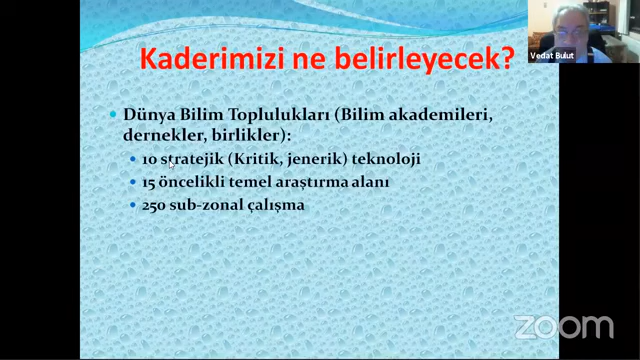 Kaderimizi ne belirleyecek?
Vedat Bulut
• Dünya Bilim Toplulukları (Bilim akademileri,
dernekler, birlikler):
• 10 stratejik (Kritik, jenerik) teknoloji
• 15 öncelikli temel araştırma alanı
• 250 sub-zonal çalışma
zoom